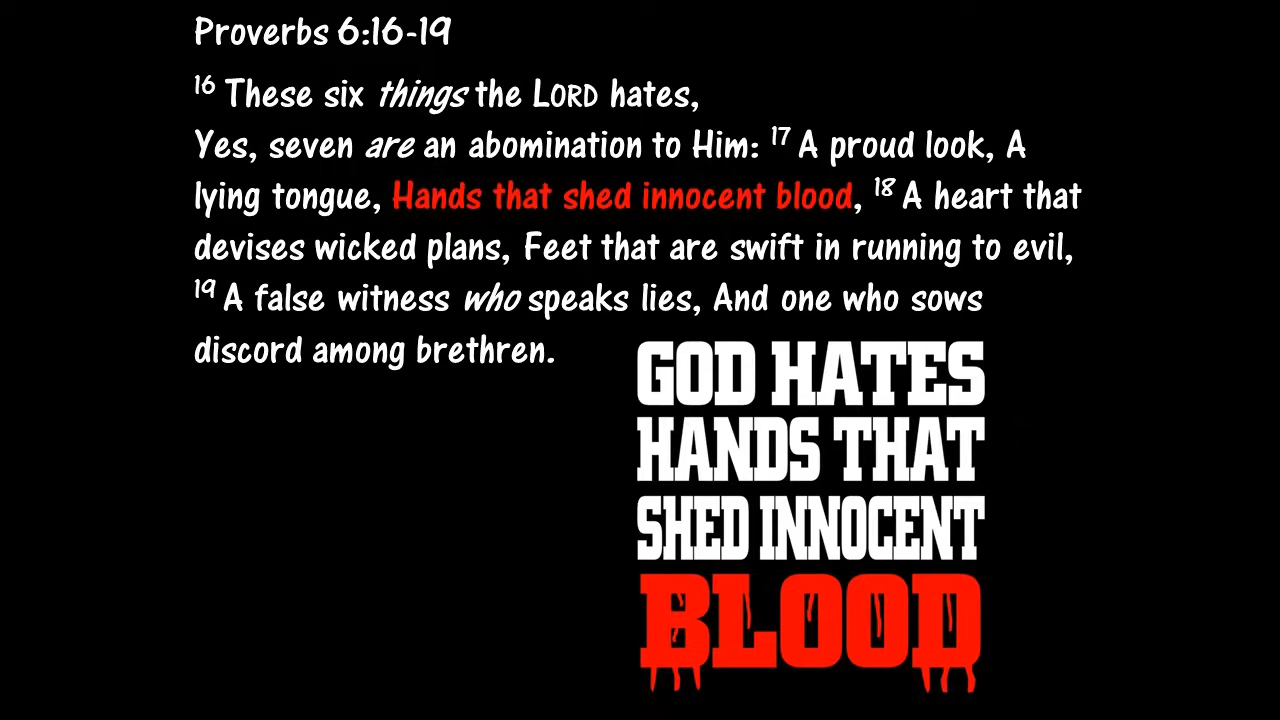 Proverbs 6:16-19
16 These six things the LORD hates,
Yes, seven are an abomination to Him: 17 A proud look, A
lying tongue, Hands that shed innocent blood, 18 A heart that
devises wicked plans, Feet that are swift in running to evil,
19 A false witness who speaks lies, And one who sows
discord among brethren.
GOD HATES
HANDS THAT
SHED INNOCENT
BLOOD